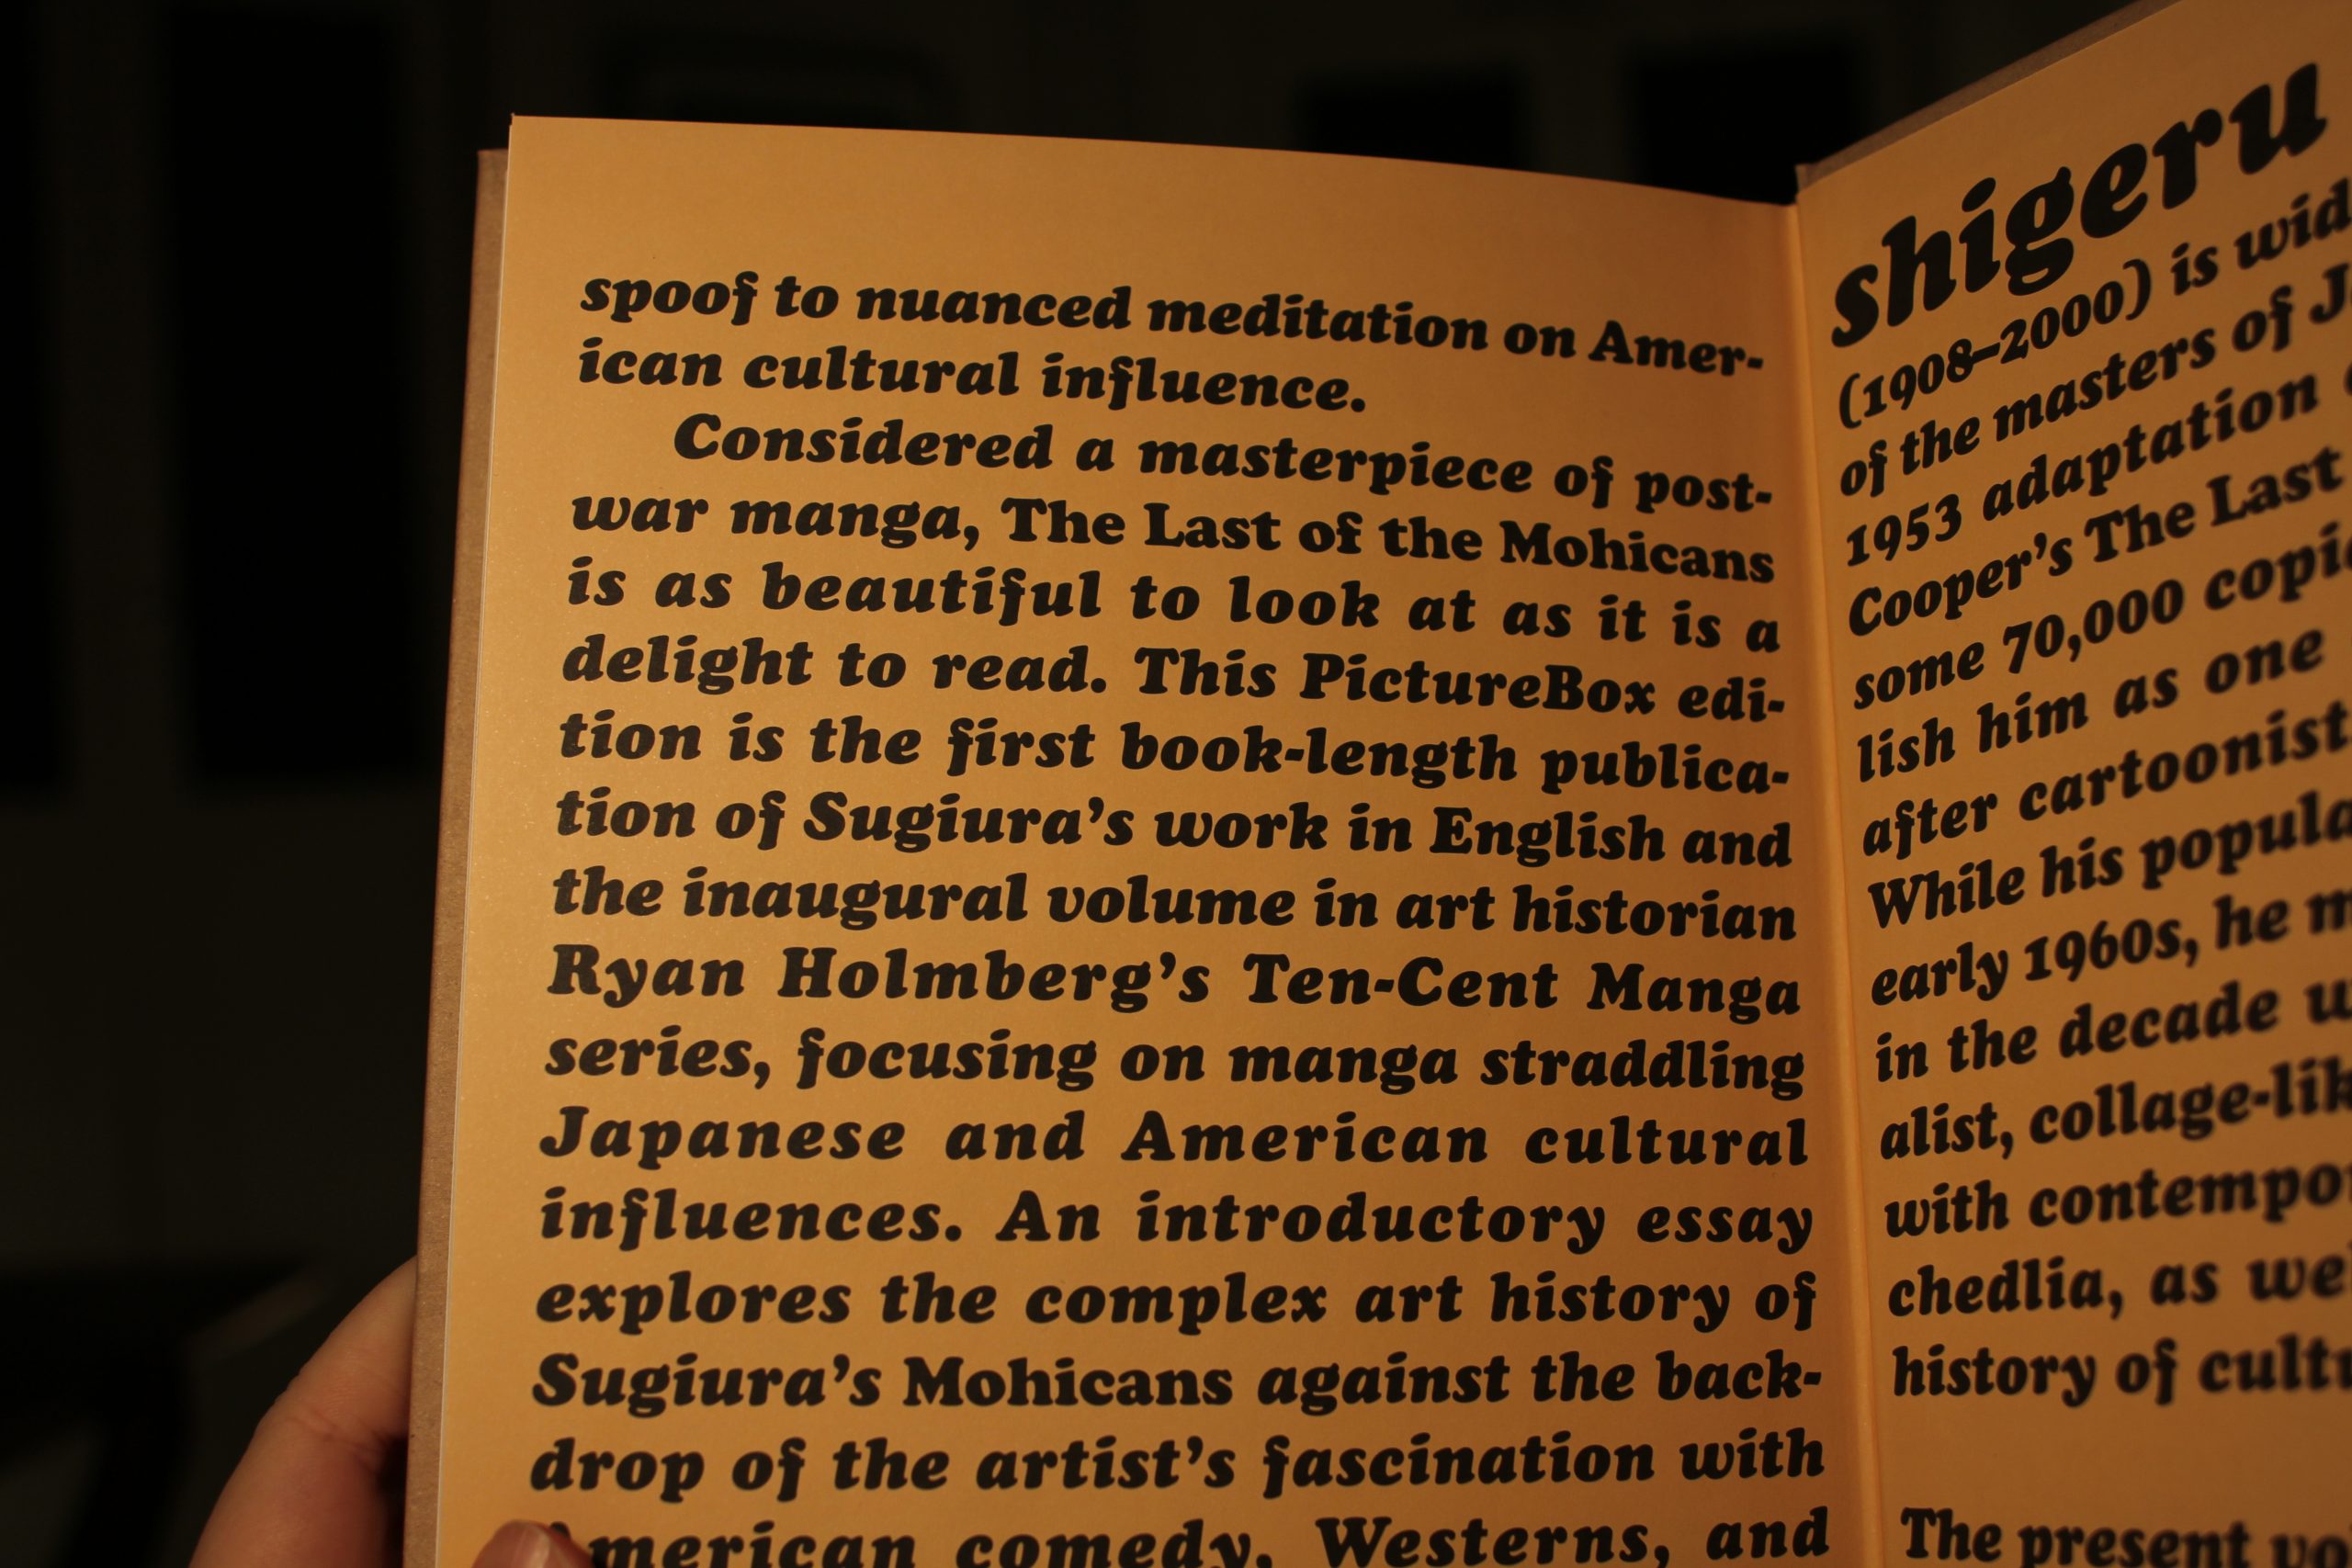 spoof to nuanced meditation on Amer-
ican cultural influence.
Considered a masterpiece of post-
war manga, The Last of the Mohicans
is as beautiful to look at as it is a
delight to read. This PictureBox edi-
tion is the first book-length publica-
tion of Sugiura's work in English and
the inaugural volume in art historian
Ryan Holmberg's Ten-Cent Manga
series, focusing on manga straddling
Japanese and American cultural
influences. An introductory essay
explores the complex art history of
Sugiura's Mohicans against the back-
drop of the artist's fascination with
American comedy, Westerns, and
shigeru
(1908–2000) is
of the masters of
1953 adaptation
Cooper's The Last
some 70,000
lish him as one
after cartoonist
While his
early 1960s, he
in the decade
alist,
with
chedlia, as
history of
The present